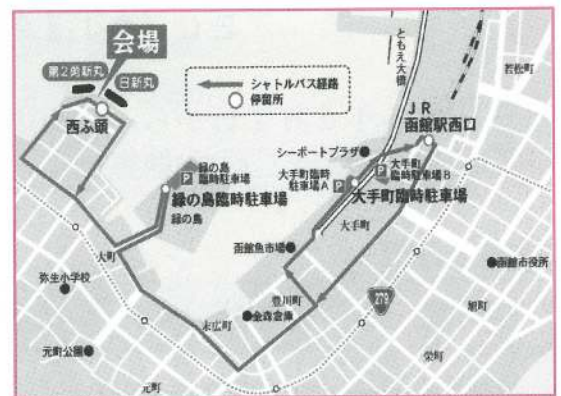 会場
第2勇新丸
日新丸
西ふ頭
シャトルバス経路
停留所
ともえ大橋
若松町
JR
函館駅西口
シーポートプラザ
大手町臨時
駐車場A
P
大手町
臨時駐車場B
P
大手町臨時駐車場
大手町
緑の島
臨時駐車場
P
緑の島臨時駐車場
緑の島
函館魚市場
函館市役所
大町
弥生小学校
豊川町
279
旭町
末広町
金森倉庫
元町公園
栄町
元町